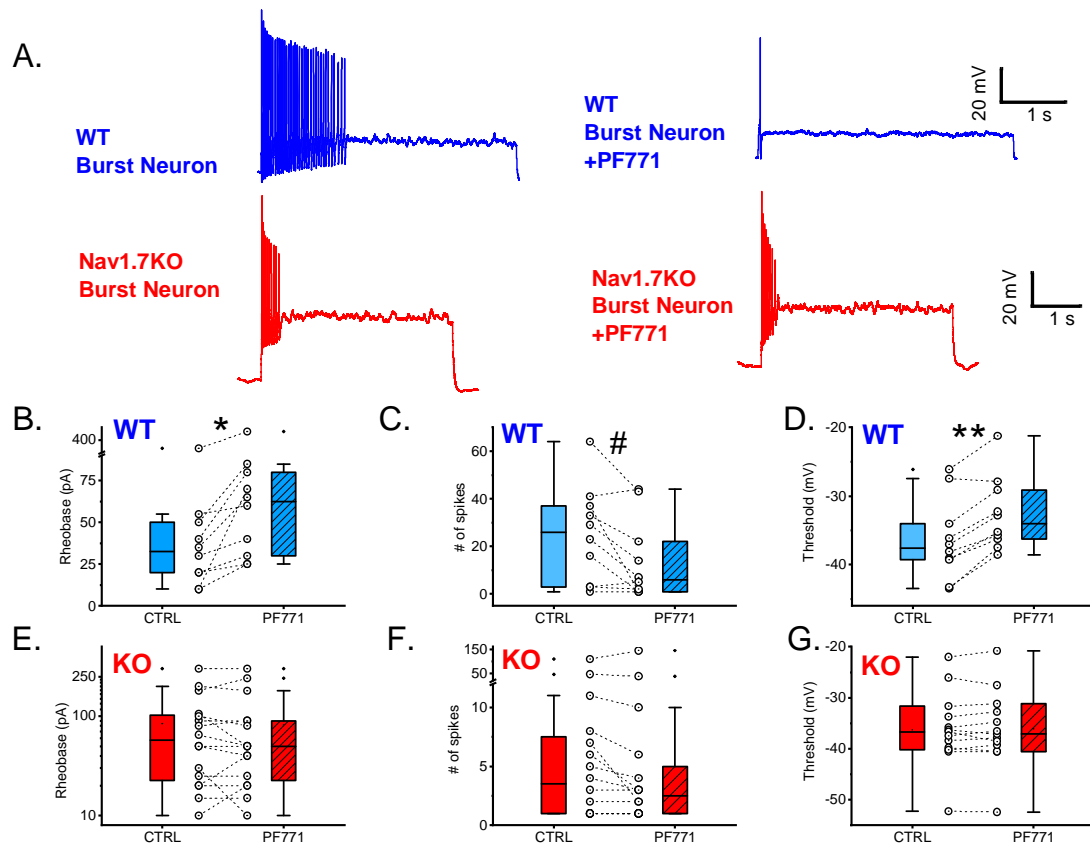 A.
WT
Burst Neuron
WT
Burst Neuron
+PF771
20 mV
1 s
Nav1.7KO
Burst Neuron
Nav1.7KO
Burst Neuron
+PF771
20 mV
1 s
B.
WT
*
400
75
50
25
0
Rheobase (pA)
CTRL
PF771
C.
WT
#
60
40
20
0
# of spikes
CTRL
PF771
D.
WT
**
-20
-30
-40
Threshold (mV)
CTRL
PF771
E.
KO
250
100
10
Rheobase (pA)
CTRL
PF771
F.
KO
150
100
50
10
5
0
# of spikes
CTRL
PF771
G.
KO
-20
-30
-40
-50
Threshold (mV)
CTRL
PF771